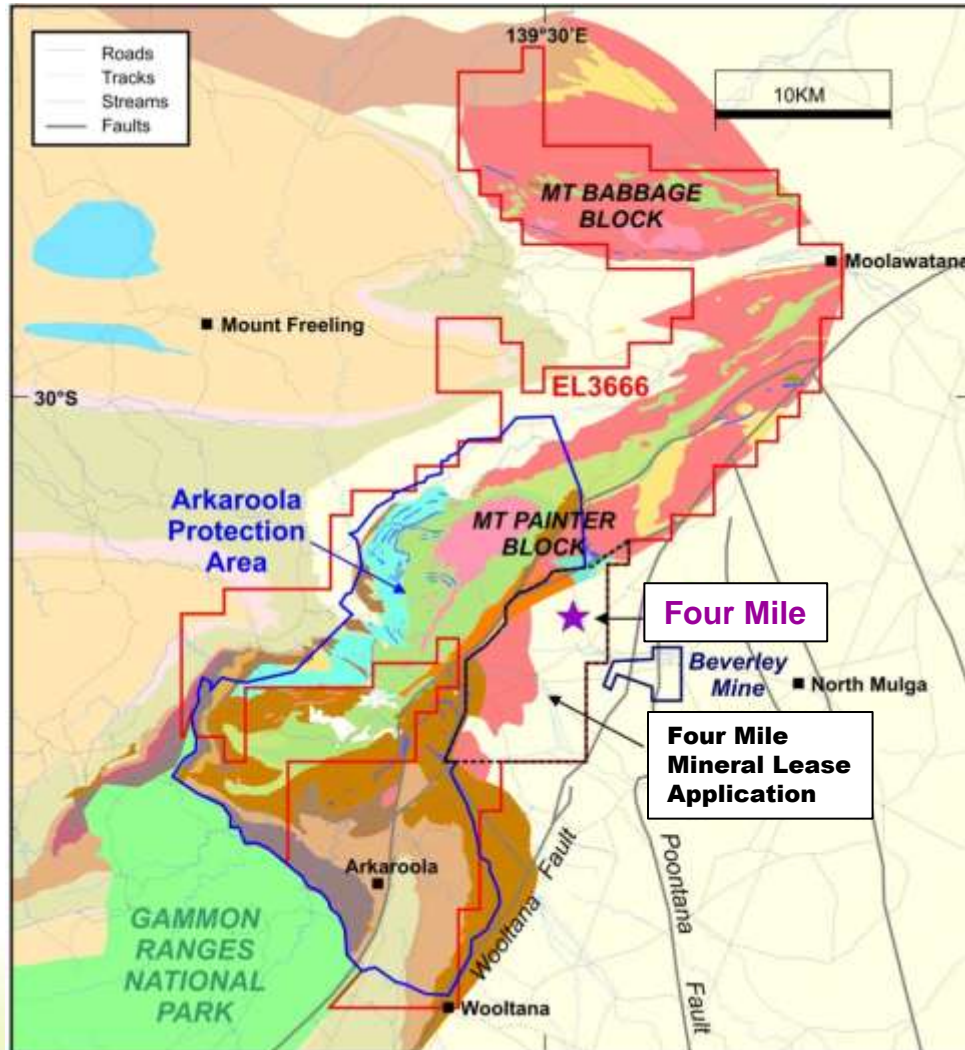 Roads
Tracks
Streams
Faults
139°30'E
10KM
MT BABBAGE
BLOCK
Moolawatana
Mount Freeling
EL3666
30°S
Arkaroola
Protection
Area
MT PAINTER
BLOCK
Four Mile
Beverley
Mine
North Mulga
Four Mile
Mineral Lease
Application
Arkaroola
Wooltana Fault
Poontana
Fault
GAMMON
RANGES
NATIONAL
PARK
Wooltana